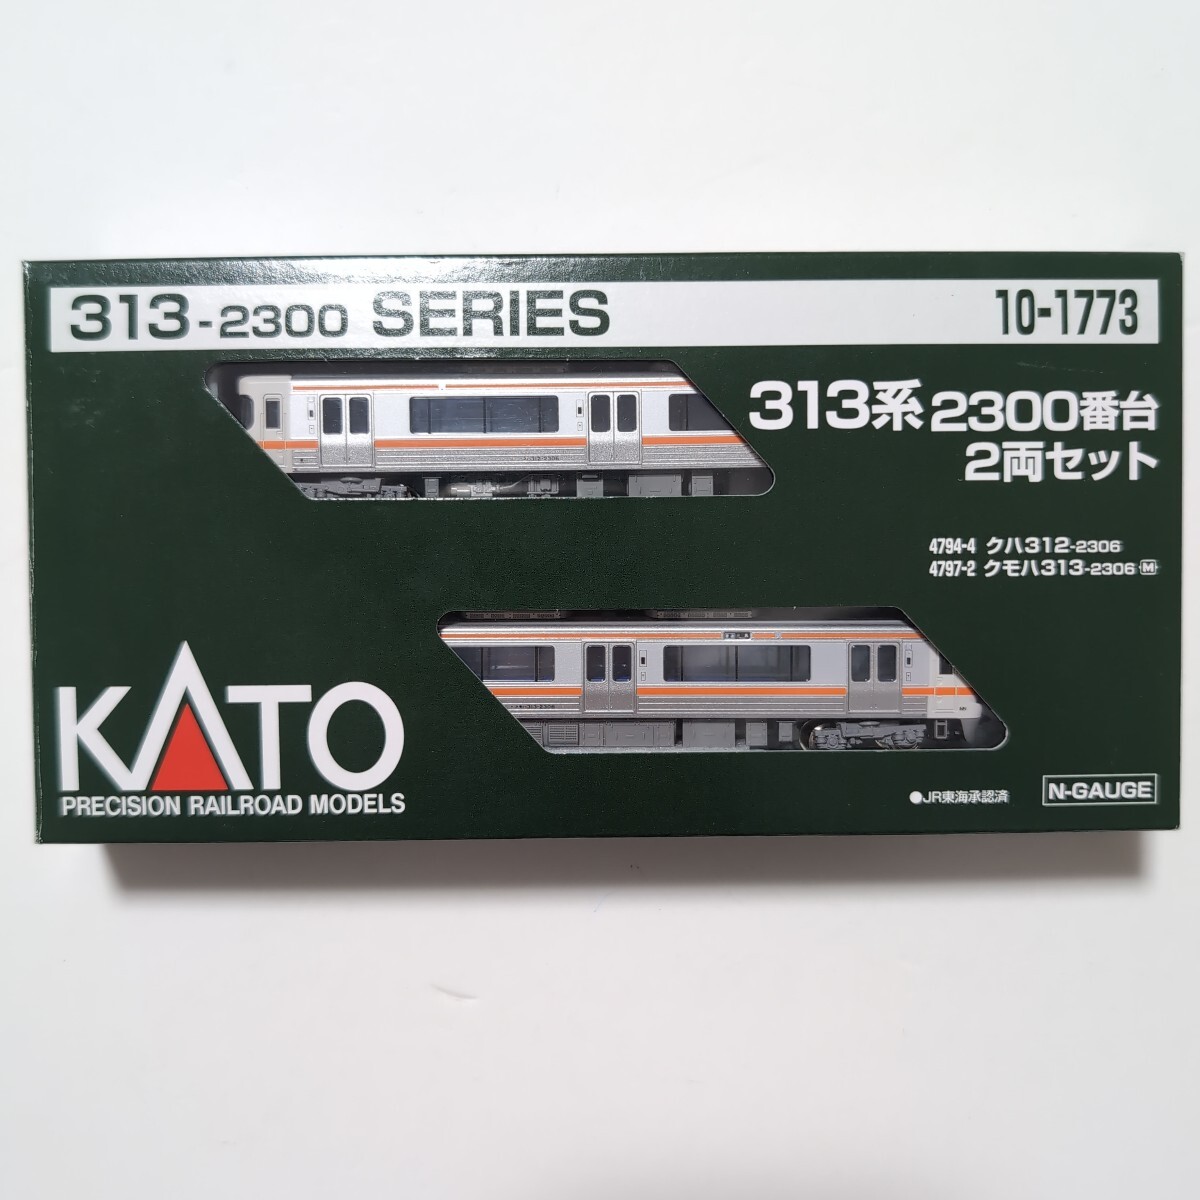 313-2300 SERIES 10-1773
313系 2300番台
2両セット
4794-4 クハ312-2306
4797-2 クモハ313-2306 M
KATO
PRECISION RAILROAD MODELS
●JR東海承認済
N-GAUGE